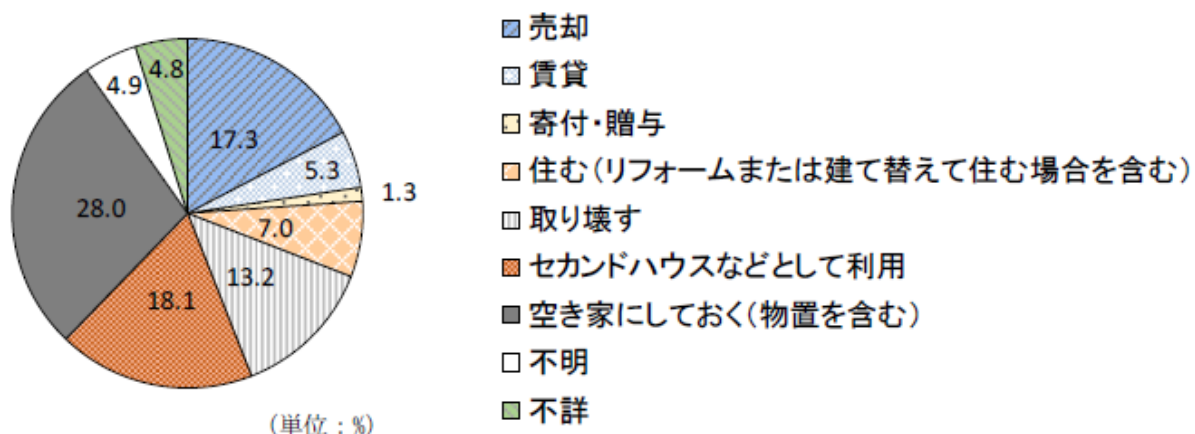 売却
賃貸
寄付・贈与
住む(リフォームまたは建て替えて住む場合を含む)
取り壊す
セカンドハウスなどとして利用
空き家にしておく(物置を含む)
不明
不詳
17.3
5.3
1.3
7.0
13.2
18.1
28.0
4.9
4.8
(単位:%)